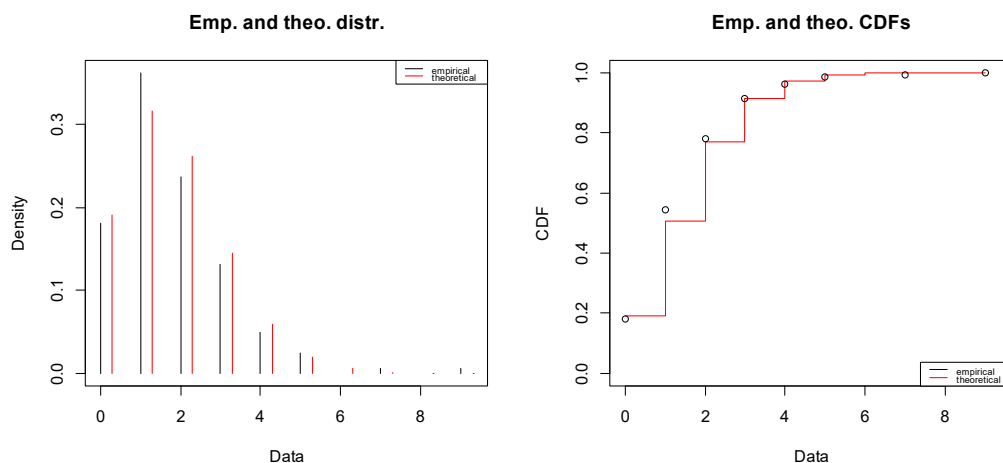 Emp. and theo. distr.
empirical
theoretical
Density
0.0
0.1
0.2
0.3
0
2
4
6
8
Data
Emp. and theo. CDFs
CDF
0.0
0.2
0.4
0.6
0.8
1.0
empirical
theoretical
0
2
4
6
8
Data